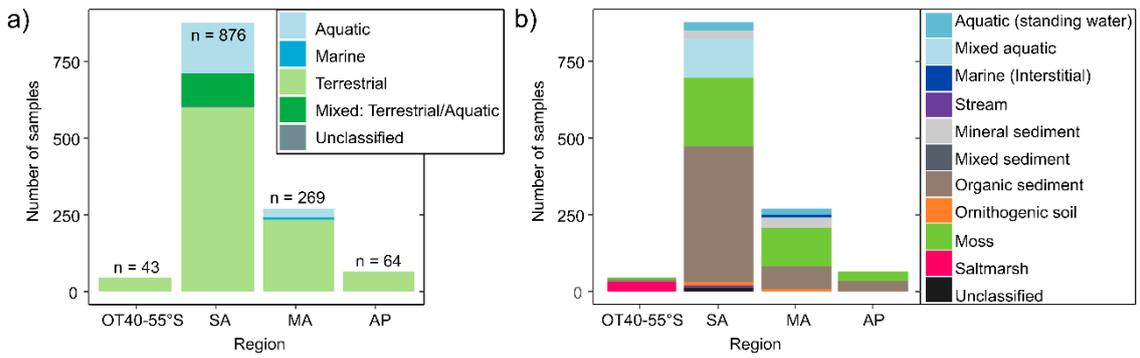 a)
Number of samples
750
500
250
0
n = 43
n = 876
n = 269
n = 64
OT40-55°S SA MA AP
Region
Aquatic
Marine
Terrestrial
Mixed: Terrestrial/Aquatic
Unclassified
b)
Number of samples
750
500
250
0
OT40-55°S SA MA AP
Region
Aquatic (standing water)
Mixed aquatic
Marine (Interstitial)
Stream
Mineral sediment
Mixed sediment
Organic sediment
Ornithogenic soil
Moss
Saltmarsh
Unclassified